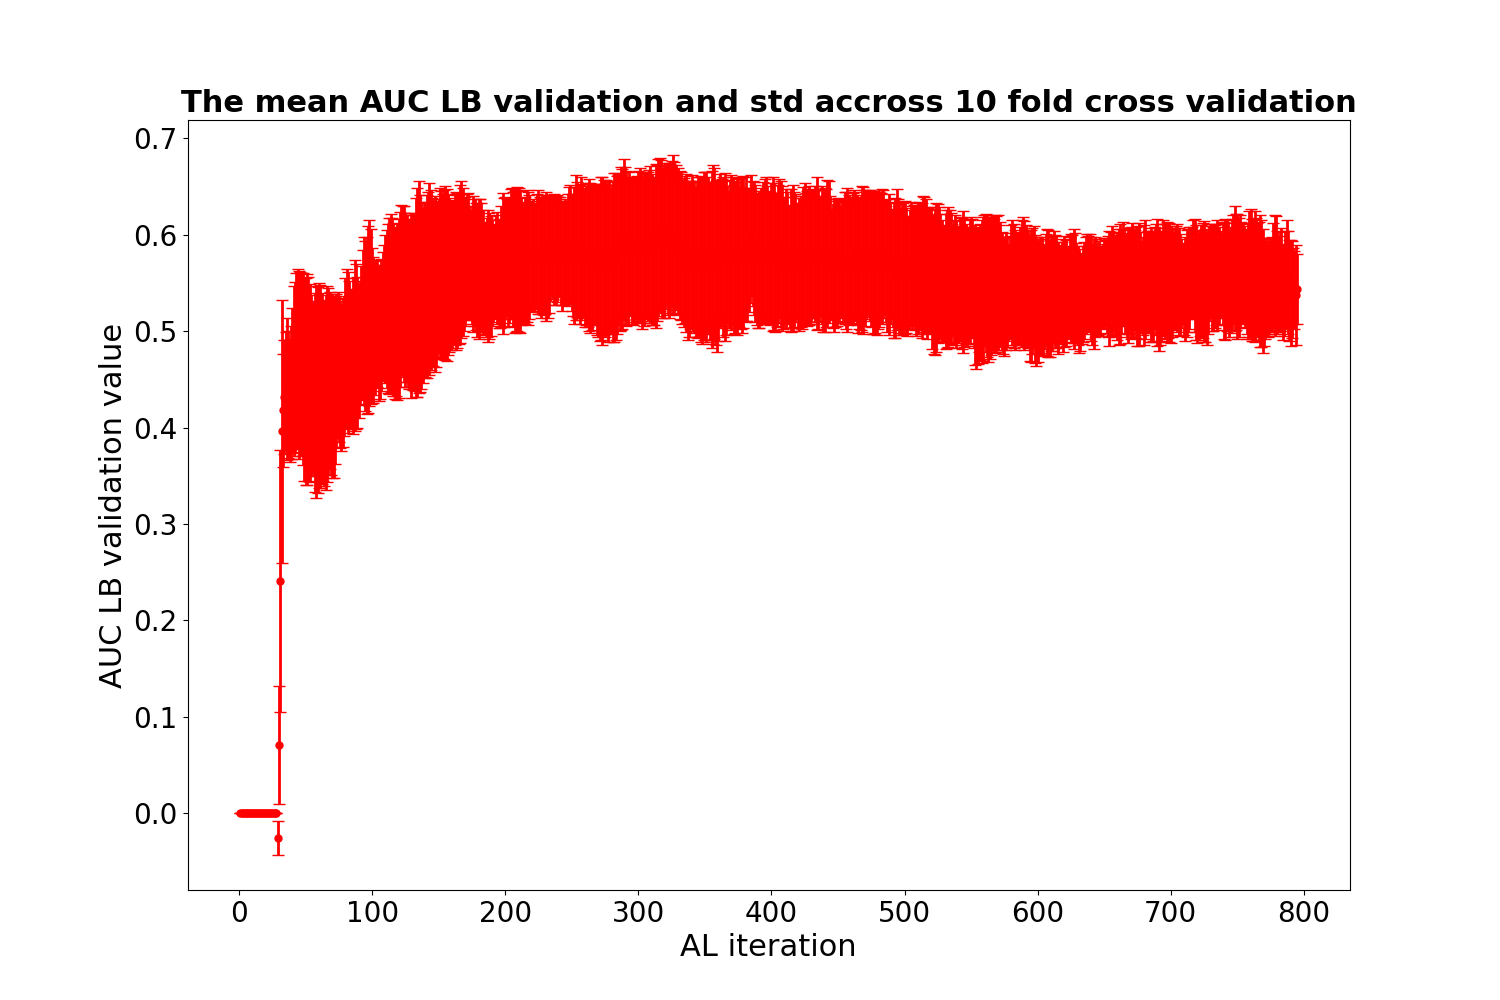 The mean AUC LB validation and std accross 10 fold cross validation
0.7
0.6
0.5
0.4
0.3
0.2
0.1
0.0
AUC LB validation value
0 100 200 300 400 500 600 700 800
AL iteration